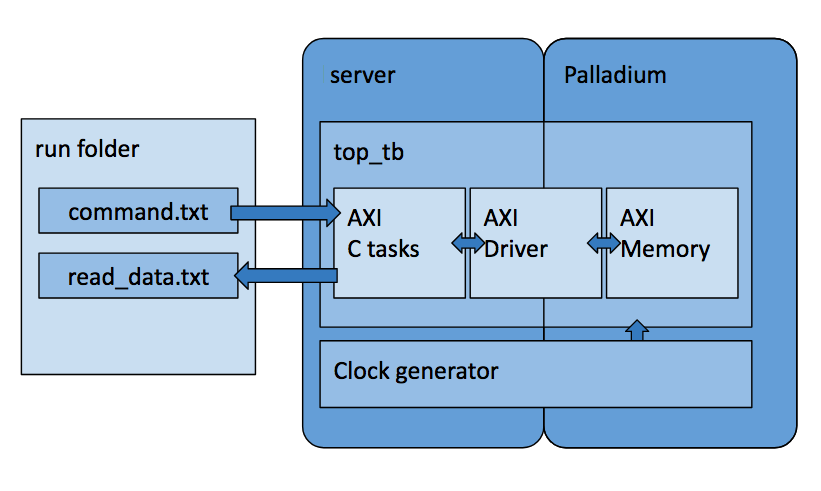 server
Palladium
run folder
top_tb
command.txt
read_data.txt
AXI
C tasks
AXI
Driver
AXI
Memory
Clock generator